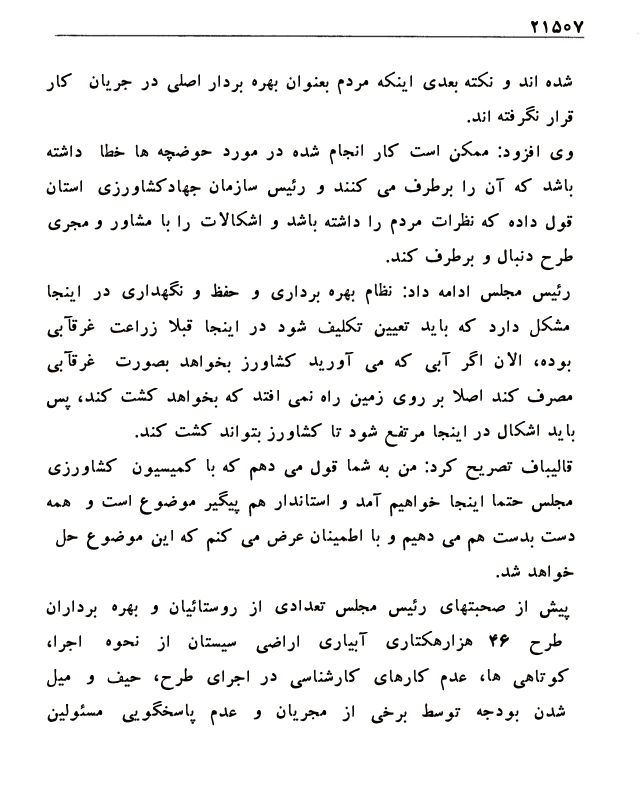 ۲۱۵۰۷
شده اند و نکته بعدی اینکه مردم بعنوان بهره بردار اصلی در جریان کار
قرار نگرفته اند.
وی افزود: ممکن است کار انجام شده در مورد حوضچه ها خطا داشته
باشد که آن را برطرف می کنند و رئیس سازمان جهادکشاورزی استان
قول داده که نظرات مردم را داشته باشد و اشکالات را با مشاور و مجری
طرح دنبال و برطرف کند.
رئیس مجلس ادامه داد: نظام بهره برداری و حفظ و نگهداری در اینجا
مشکل دارد که باید تعیین تکلیف شود در اینجا قبلا زراعت غرقآبی
بوده، الان اگر آبی که می آورید کشاورز بخواهد بصورت غرقآبی
مصرف کند اصلا بر روی زمین راه نمی افتد که بخواهد کشت کند، پس
باید اشکال در اینجا مرتفع شود تا کشاورز بتواند کشت کند.
قالیباف تصریح کرد: من به شما قول می دهم که با کمیسیون کشاورزی
مجلس حتما اینجا خواهیم آمد و استاندار هم پیگیر موضوع است و همه
دست بدست هم می دهیم و با اطمینان عرض می کنم که این موضوع حل
خواهد شد.
پیش از صحبتهای رئیس مجلس تعدادی از روستائیان و بهره برداران
طرح ۴۶ هزارهکتاری آبیاری اراضی سیستان از نحوه اجرا،
کوتاهی ها، عدم کارهای کارشناسی در اجرای طرح، حیف و میل
شدن بودجه توسط برخی از مجریان و عدم پاسخگویی مسئولین